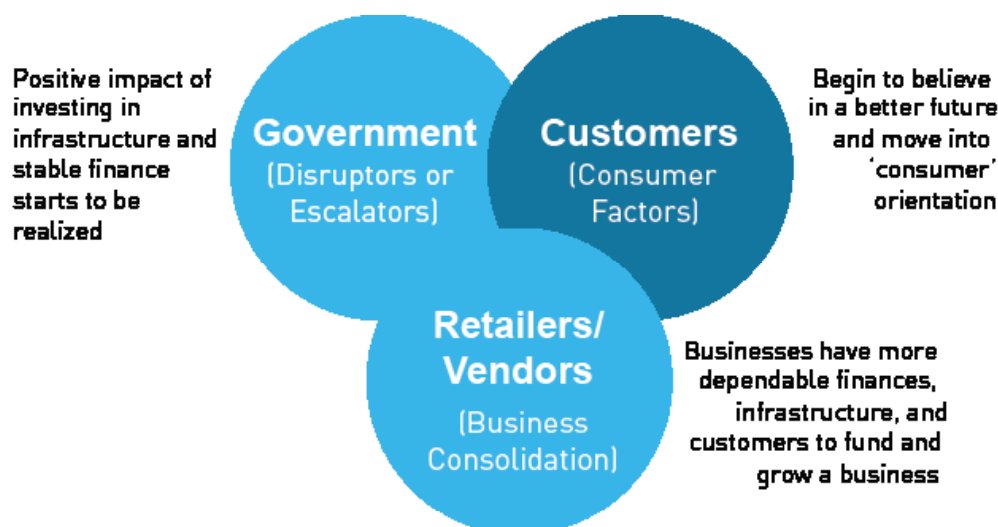 Positive impact of
investing in
infrastructure and
stable finance
starts to be
realized
Government
(Disruptors or
Escalators)
Customers
(Consumer
Factors)
Begin to believe
in a better future
and move into
‘consumer’
orientation
Retailers/
Vendors
(Business
Consolidation)
Businesses have more
dependable finances,
infrastructure, and
customers to fund and
grow a business